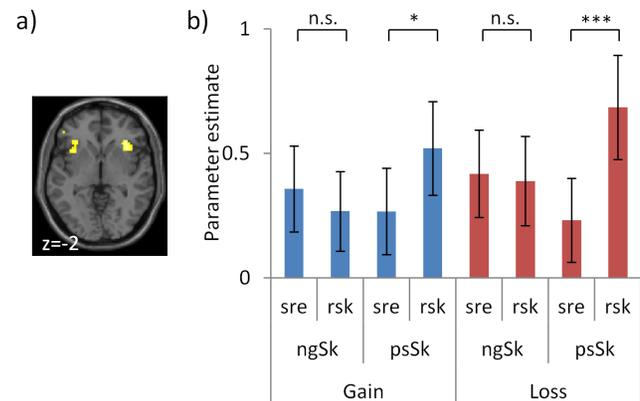 a)
z=-2
b)
n.s. * n.s. ***
Parameter estimate
1
0.5
0
sre rsk sre rsk sre rsk sre rsk
ngSk psSk ngSk psSk
Gain Loss